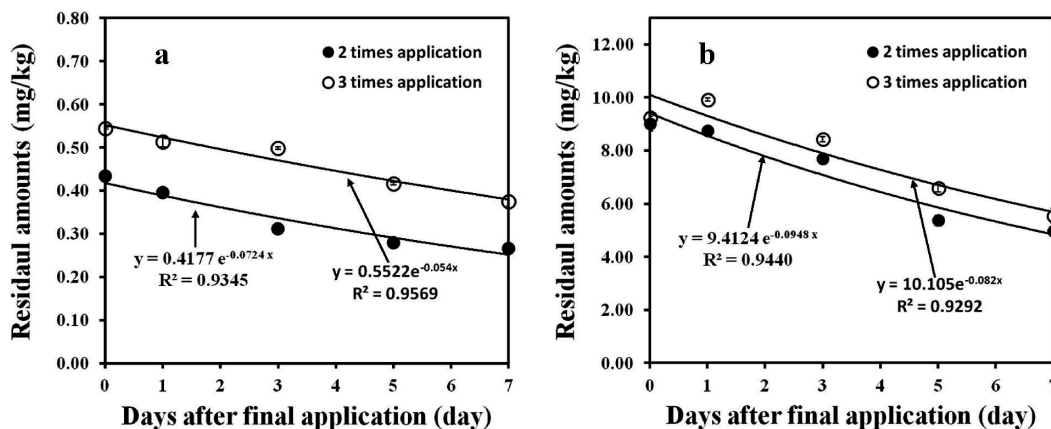 Residaul amounts (mg/kg)
0.80
0.70
0.60
0.50
0.40
0.30
0.20
0.10
0.00
a
2 times application
3 times application
y = 0.4177 e-0.0724 x
R² = 0.9345
y = 0.5522e-0.054x
R² = 0.9569
0 1 2 3 4 5 6 7
Days after final application (day)
Residaul amounts (mg/kg)
12.00
10.00
8.00
6.00
4.00
2.00
0.00
b
2 times application
3 times application
y = 9.4124 e-0.0948 x
R² = 0.9440
y = 10.105e-0.082x
R² = 0.9292
0 1 2 3 4 5 6 7
Days after final application (day)